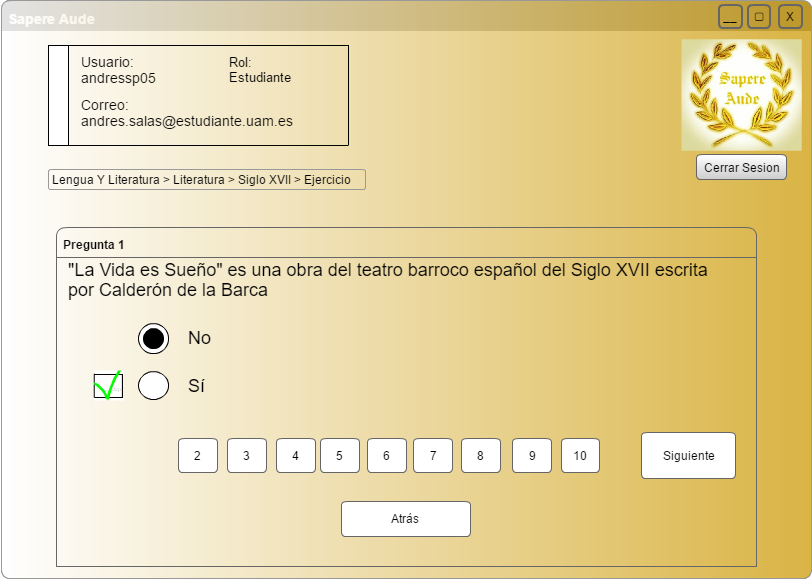 Sapere Aude
__ □ X
Usuario:
andressp05
Rol:
Estudiante
Correo:
andres.salas@estudiante.uam.es
Sapere
Aude
Cerrar Sesion
Lengua Y Literatura > Literatura > Siglo XVII > Ejercicio
Pregunta 1
"La Vida es Sueño" es una obra del teatro barroco español del Siglo XVII escrita
por Calderón de la Barca
No
Sí
2 3 4 5 6 7 8 9 10
Siguiente
Atrás